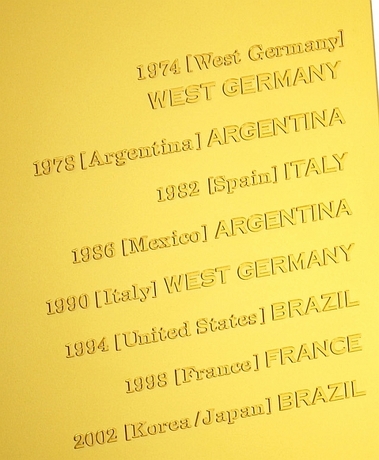 1974 [West Germany]
WEST GERMANY
1978 [Argentina] ARGENTINA
1982 [Spain] ITALY
1986 [Mexico] ARGENTINA
1990 [Italy] WEST GERMANY
1994 [United States] BRAZIL
1998 [France] FRANCE
2002 [Korea/Japan] BRAZIL